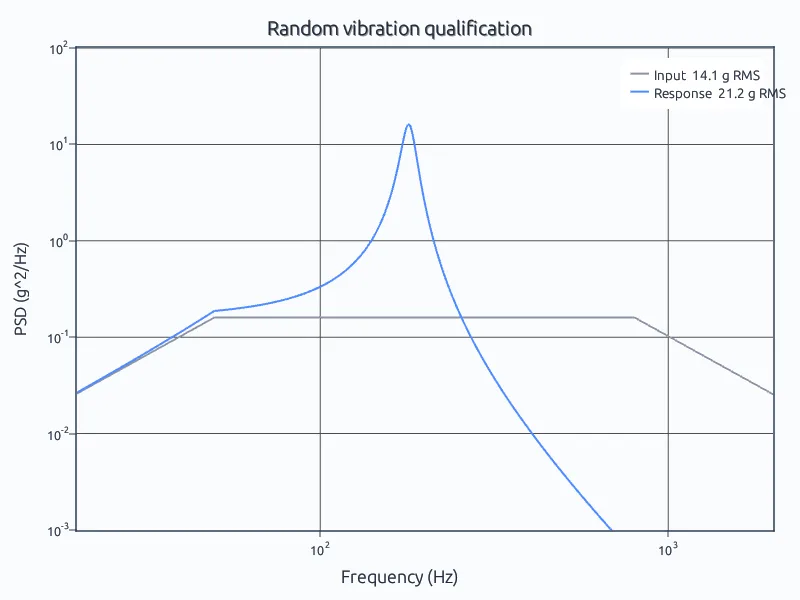 Random vibration qualification
Input 14.1 g RMS
Response 21.2 g RMS
10^2
10^1
10^0
10^-1
10^-2
10^-3
PSD (g^2/Hz)
10^2
10^3
Frequency (Hz)